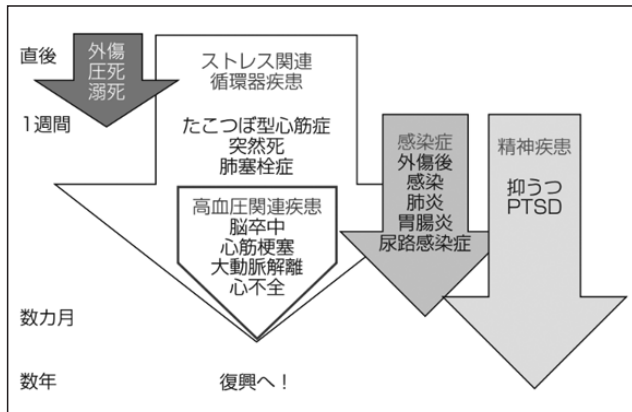 直後
1週間
数カ月
数年
外傷
圧死
溺死
ストレス関連
循環器疾患
たこつぼ型心筋症
突然死
肺塞栓症
高血圧関連疾患
脳卒中
心筋梗塞
大動脈解離
心不全
復興へ！
感染症
外傷後
感染
肺炎
胃腸炎
尿路感染症
精神疾患
抑うつ
PTSD